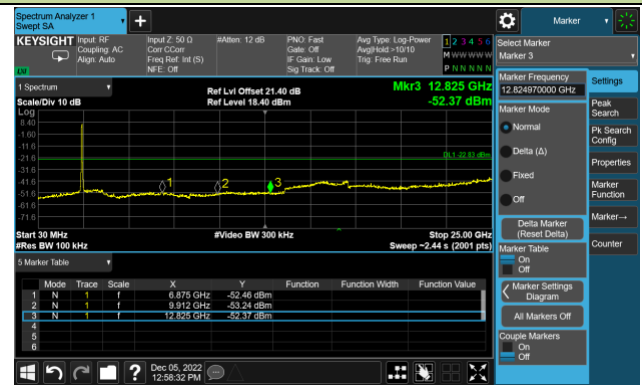 Spectrum Analyzer 1
Swept SA
+
Marker
KEYSIGHT
Input: RF
Coupling: AC
Align: Auto
Input Z: 50 Ω
Corr CCorr
Freq Ref: Int (S)
NFE: Off
#Atten: 12 dB
PNO: Fast
Gate: Off
IF Gain: Low
Sig Track: Off
Avg Type: Log-Power
Avg|Hold >10/10
Trig: Free Run
1 2 3 4 5 6
M W W W W W
P N N N N N
LXI
Select Marker
Marker 3
1 Spectrum
Scale/Div 10 dB
Ref Lvl Offset 21.40 dB
Ref Level 18.40 dBm
Mkr3 12.825 GHz
-52.37 dBm
Log
8.40
-1.60
-11.6
-21.6
-31.6
-41.6
-51.6
-61.6
-71.6
DL1 -22.83 dBm
1
2
3
Start 30 MHz
#Res BW 100 kHz
#Video BW 300 kHz
Stop 25.00 GHz
Sweep ~2.44 s (2001 pts)
5 Marker Table
Mode Trace Scale X Y Function Function Width Function Value
1 N 1 f 6.875 GHz -52.46 dBm
2 N 1 f 9.912 GHz -53.24 dBm
3 N 1 f 12.825 GHz -52.37 dBm
4
5
6
Marker Frequency
12.824970000 GHz
Marker Mode
Normal
Delta (Δ)
Fixed
Off
Delta Marker
(Reset Delta)
Marker Table
On
Off
Marker Settings
Diagram
All Markers Off
Couple Markers
On
Off
Settings
Peak
Search
Pk Search
Config
Properties
Marker
Function
Marker→
Counter
?
Dec 05, 2022
12:58:32 PM